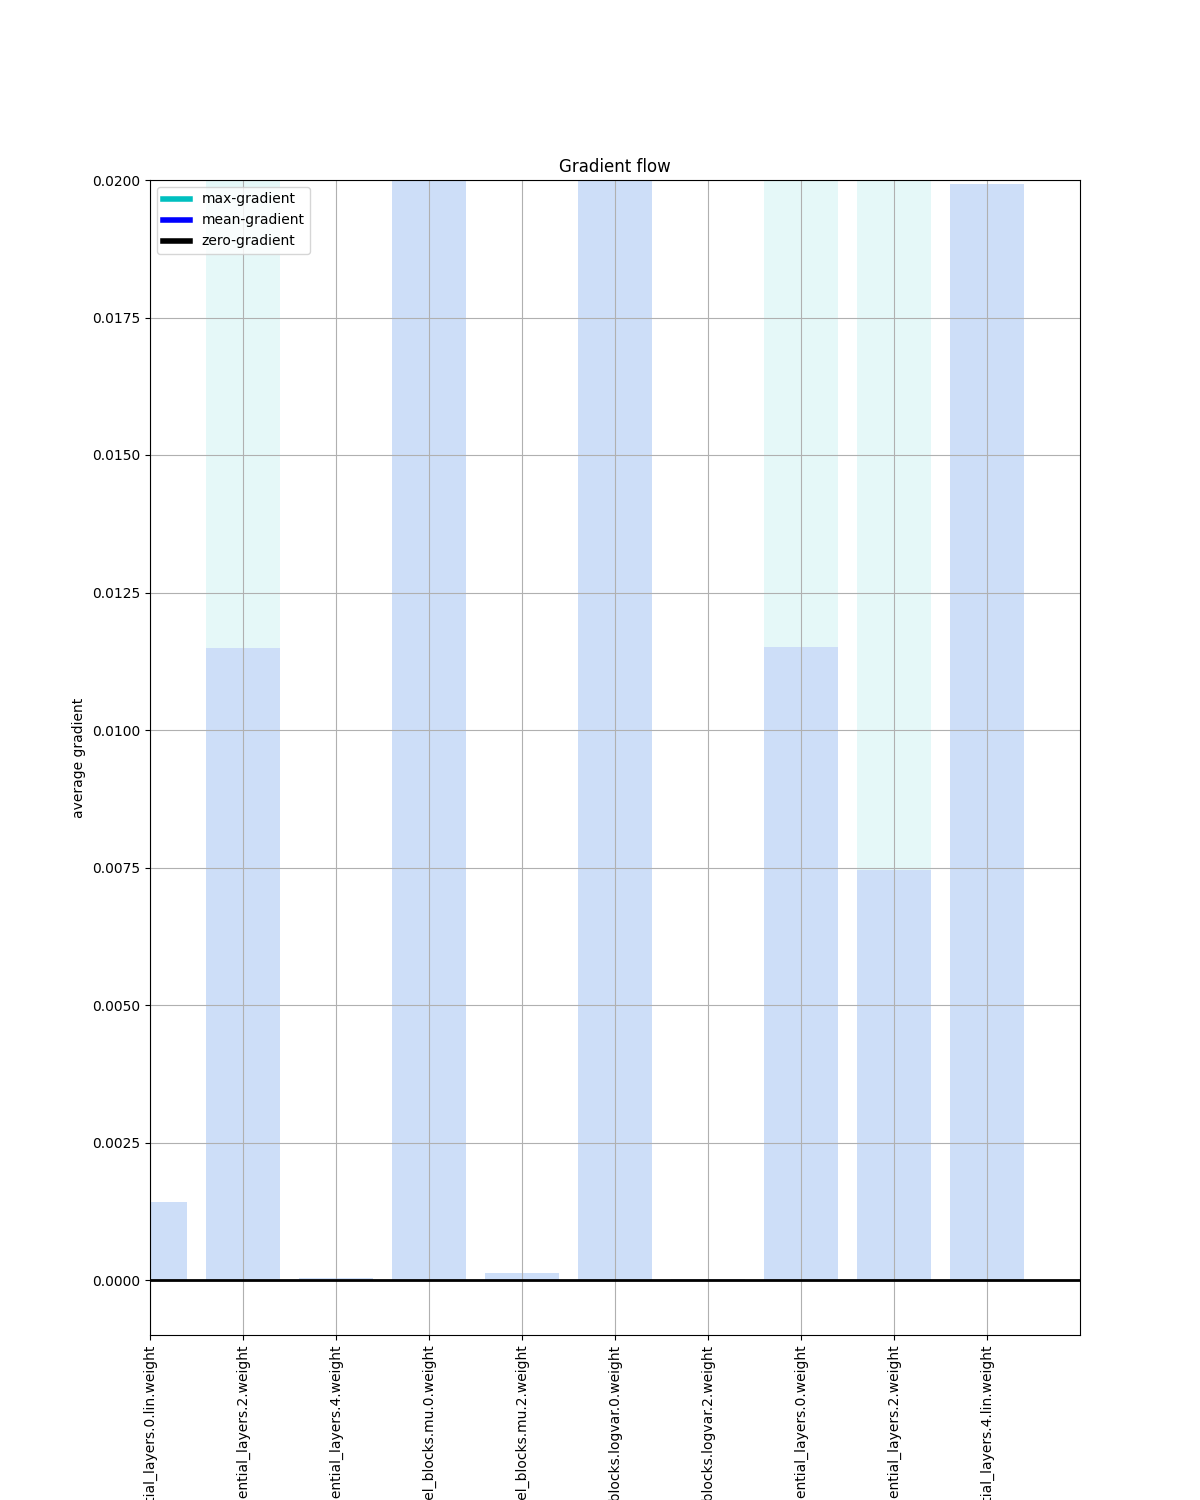 Gradient flow
max-gradient
mean-gradient
zero-gradient
0.0200
0.0175
0.0150
0.0125
0.0100
0.0075
0.0050
0.0025
0.0000
average gradient
tial_layers.0.lin.weight
ential_layers.2.weight
ential_layers.4.weight
el_blocks.mu.0.weight
el_blocks.mu.2.weight
blocks.logvar.0.weight
blocks.logvar.2.weight
ential_layers.0.weight
ential_layers.2.weight
tial_layers.4.lin.weight